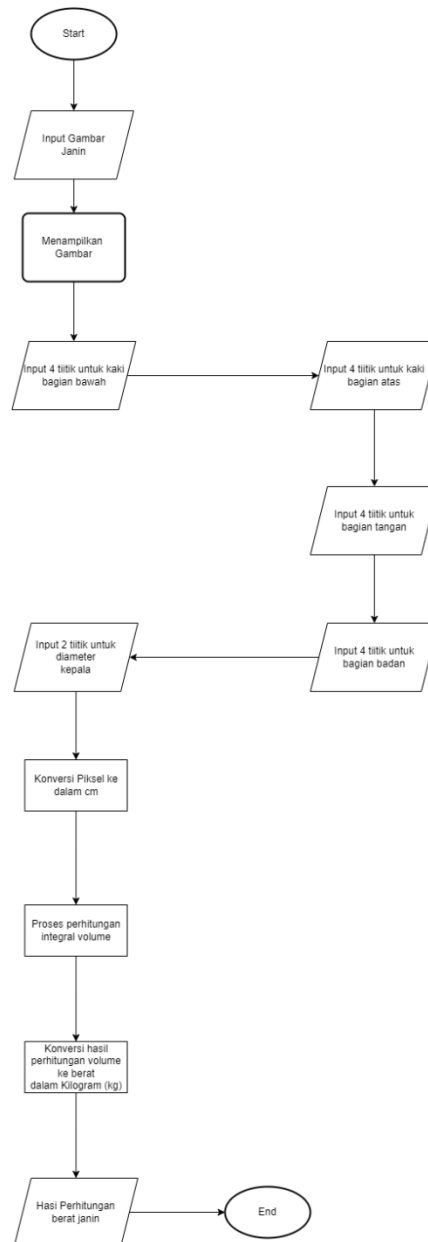 Start
Input Gambar
Janin
Menampilkan
Gambar
Input 4 tiitik untuk kaki
bagian bawah
Input 4 tiitik untuk kaki
bagian atas
Input 4 tiitik untuk
bagian tangan
Input 4 tiitik untuk
bagian badan
Input 2 tiitik untuk
diameter
kepala
Konversi Piksel ke
dalam cm
Proses perhitungan
integral volume
Konversi hasil
perhitungan volume
ke berat
dalam Kilogram (kg)
Hasi Perhitungan
berat janin
End